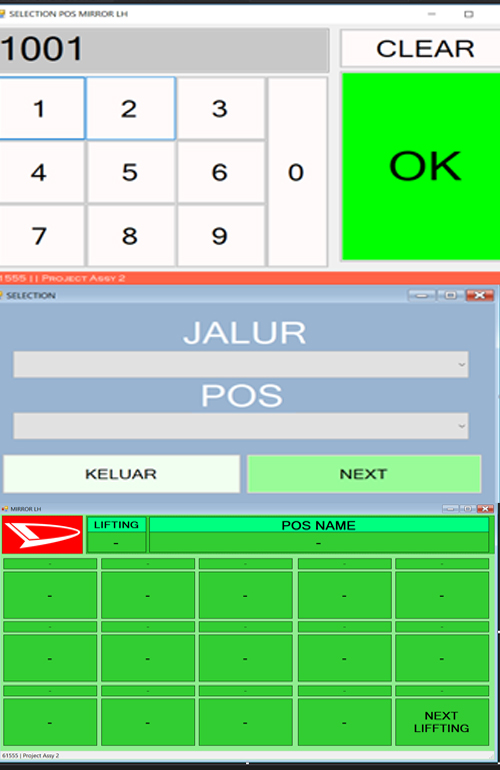 SELECTION POS MIRROR LH
1001
CLEAR
1 2 3
4 5 6 0 OK
7 8 9
1555 | | PROJECT ASSY 2
SELECTION
JALUR
POS
KELUAR NEXT
MIRROR LH
LIFTING POS NAME
- -
- - - - -
- - - - -
- - - - -
- - - - -
- - - - -
- - - - NEXT
LIFFTING
61555 | Project Assy 2